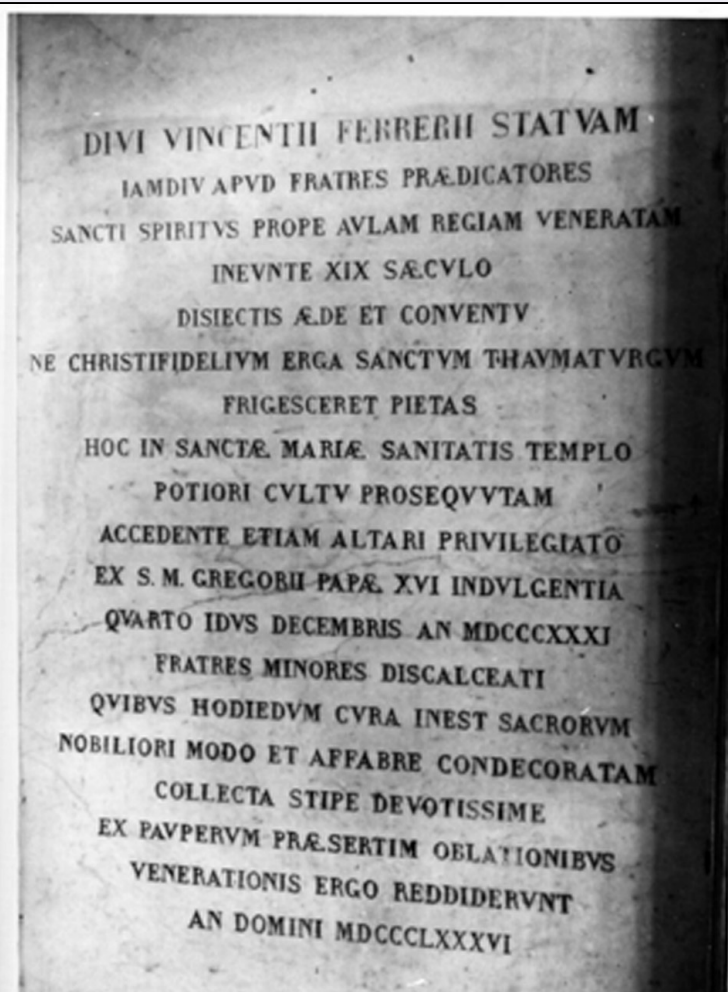 DIVI VINCENTII FERRERII STATVAM
IAMDIV APVD FRATRES PRÆDICATORES
SANCTI SPIRITVS PROPE AVLAM REGIAM VENERATAM
INEVNTE XIX SÆCVLO
DISIECTIS ÆDE ET CONVENTV
NE CHRISTIFIDELIVM ERGA SANCTVM THAVMATVRGVM
FRIGESCERET PIETAS
HOC IN SANCTÆ MARIÆ SANITATIS TEMPLO
POTIORI CVLTV PROSEQVVTAM
ACCEDENTE ETIAM ALTARI PRIVILEGIATO
EX S. M. GREGORII PAPÆ XVI INDVLGENTIA
QVARTO IDVS DECEMBRIS AN MDCCCXXXI
FRATRES MINORES DISCALCEATI
QVIBVS HODIEDVM CVRA INEST SACRORVM
NOBILIORI MODO ET AFFABRE CONDECORATAM
COLLECTA STIPE DEVOTISSIME
EX PAVPERVM PRÆSERTIM OBLATIONIBVS
VENERATIONIS ERGO REDDIDERVNT
AN DOMINI MDCCCLXXXVI